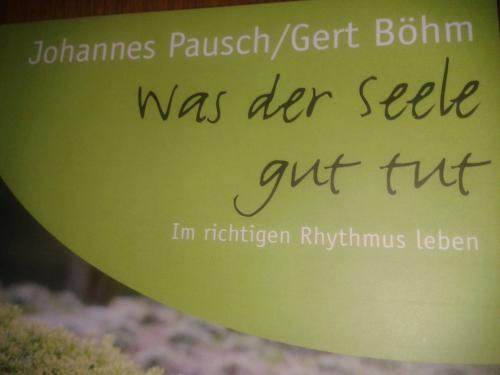 Johannes Pausch/Gert Böhm
Was der Seele
gut tut
Im richtigen Rhythmus leben